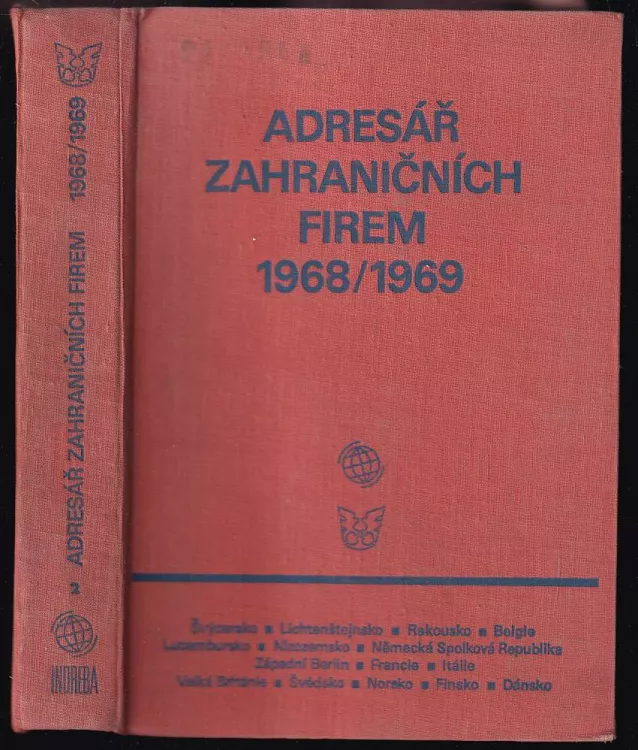 ADRESÁŘ ZAHRANIČNÍCH FIREM 1968/1969
2
INDREBA
ADRESÁŘ
ZAHRANIČNÍCH
FIREM
1968/1969
Švýcarsko ■ Lichtenštejnsko ■ Rakousko ■ Belgie
Lucembursko ■ Nizozemsko ■ Německá Spolková Republika
Západní Berlín ■ Francie ■ Itálie
Velká Británie ■ Švédsko ■ Norsko ■ Finsko ■ Dánsko